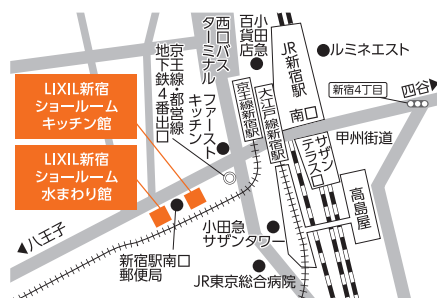 LIXIL新宿
ショールーム
キッチン館
LIXIL新宿
ショールーム
水まわり館
京王線・都営線
地下鉄4番出口
ファースト
キッチン
西口バス
ターミナル
小田急
百貨店
京王線新宿駅
大江戸線新宿駅
JR新宿駅
南口
ルミネエスト
新宿4丁目
四谷
甲州街道
サザン
テラス口
高島屋
八王子
新宿駅南口
郵便局
小田急
サザンタワー
JR東京総合病院